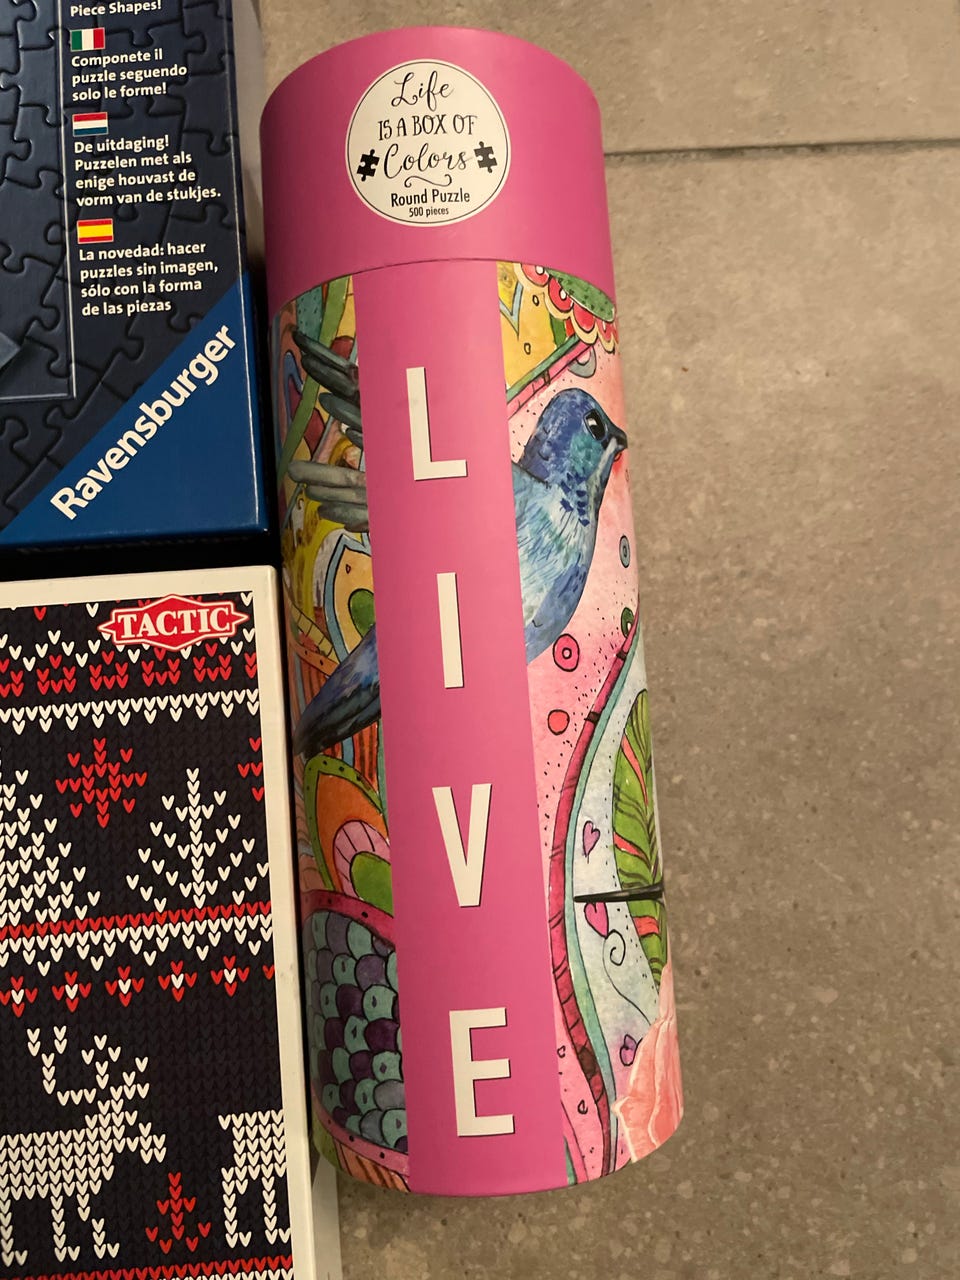 Piece Shapes!
Componete il
puzzle seguendo
solo le forme!
De uitdaging!
Puzzelen met als
enige houvast de
vorm van de stukjes.
La novedad: hacer
puzzles sin imagen,
sólo con la forma
de las piezas
Ravensburger
TACTIC
Life
IS A BOX OF
Colors
Round Puzzle
500 pieces
L
I
V
E